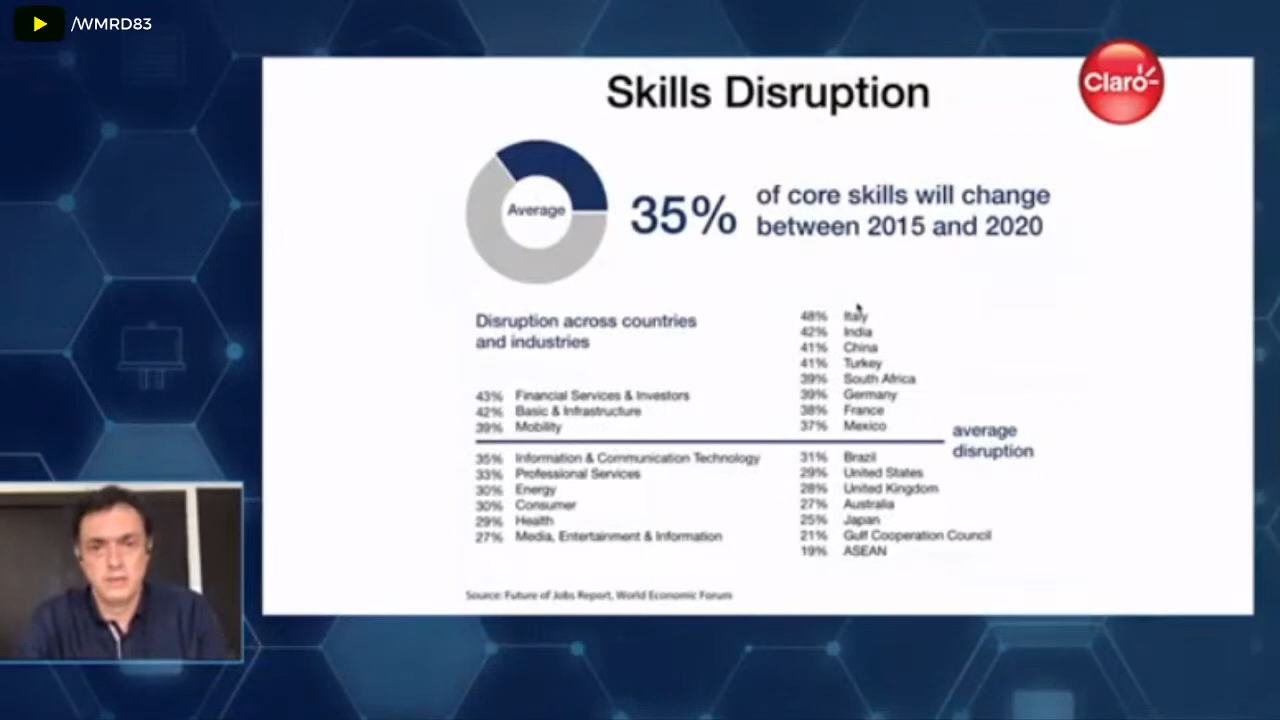 /WMRD83
Skills Disruption
Claro
Average
35%
of core skills will change
between 2015 and 2020
Disruption across countries
and industries
43% Financial Services & Investors
42% Basic & Infrastructure
39% Mobility
35% Information & Communication Technology
33% Professional Services
30% Energy
30% Consumer
29% Health
27% Media, Entertainment & Information
48% Italy
42% India
41% China
41% Turkey
39% South Africa
39% Germany
38% France
37% Mexico
average
disruption
31% Brazil
29% United States
28% United Kingdom
27% Australia
25% Japan
21% Gulf Cooperation Council
19% ASEAN
Source: Future of Jobs Report, World Economic Forum